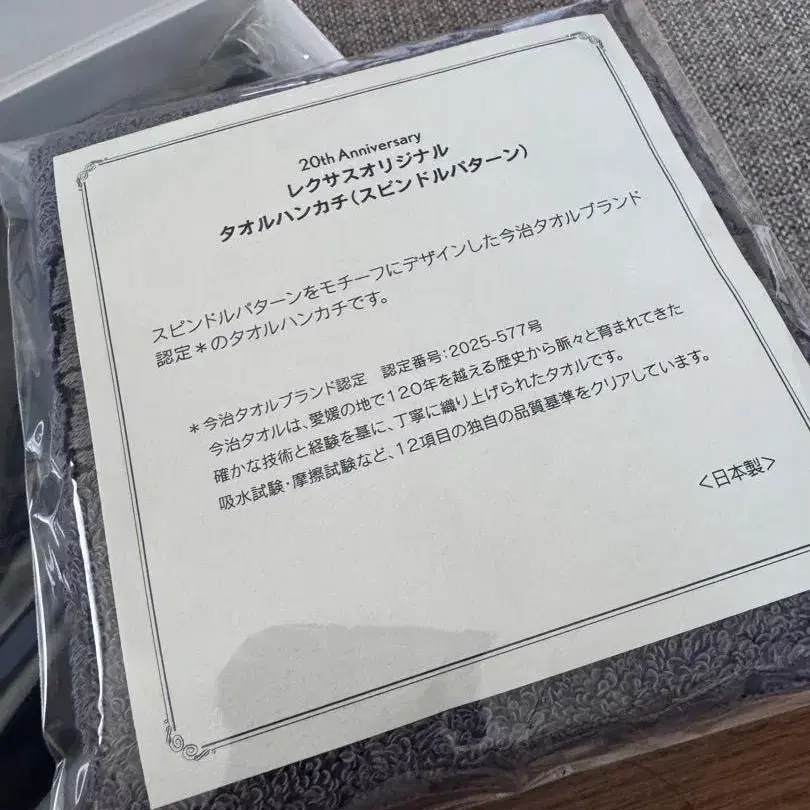 20th Anniversary
レクサスオリジナル
タオルハンカチ(スピンドルパターン)
スピンドルパターンをモチーフにデザインした今治タオルブランド
認定＊のタオルハンカチです。
＊今治タオルブランド認定 認定番号:2025-577号
今治タオルは、愛媛の地で120年を越える歴史から脈々と育まれてきた
確かな技術と経験を基に、丁寧に織り上げられたタオルです。
吸水試験・摩擦試験など、12項目の独自の品質基準をクリアしています。
<日本製>